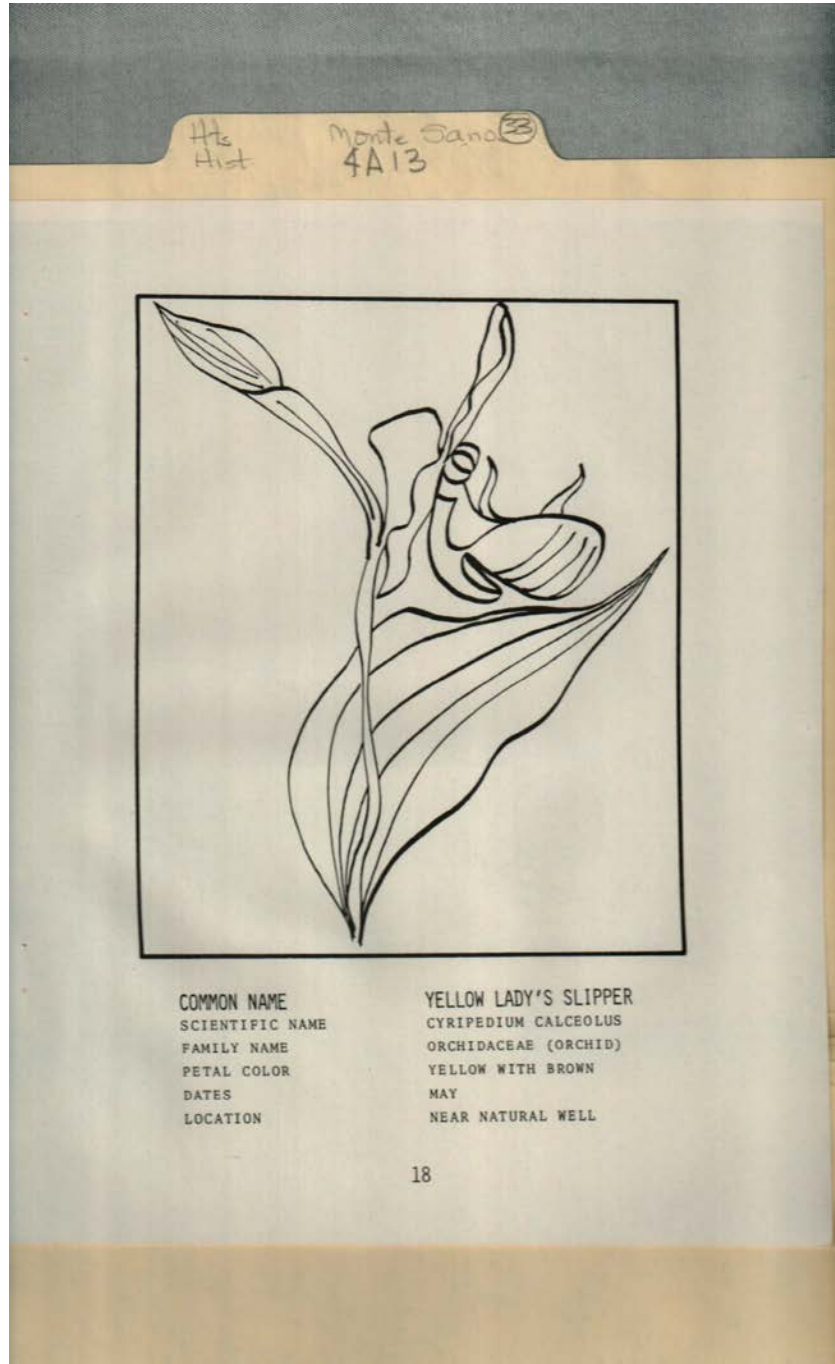 Hts Monte Sano 33
Hist 4A13
COMMON NAME YELLOW LADY'S SLIPPER
SCIENTIFIC NAME CYRIPEDIUM CALCEOLUS
FAMILY NAME ORCHIDACEAE (ORCHID)
PETAL COLOR YELLOW WITH BROWN
DATES MAY
LOCATION NEAR NATURAL WELL
18